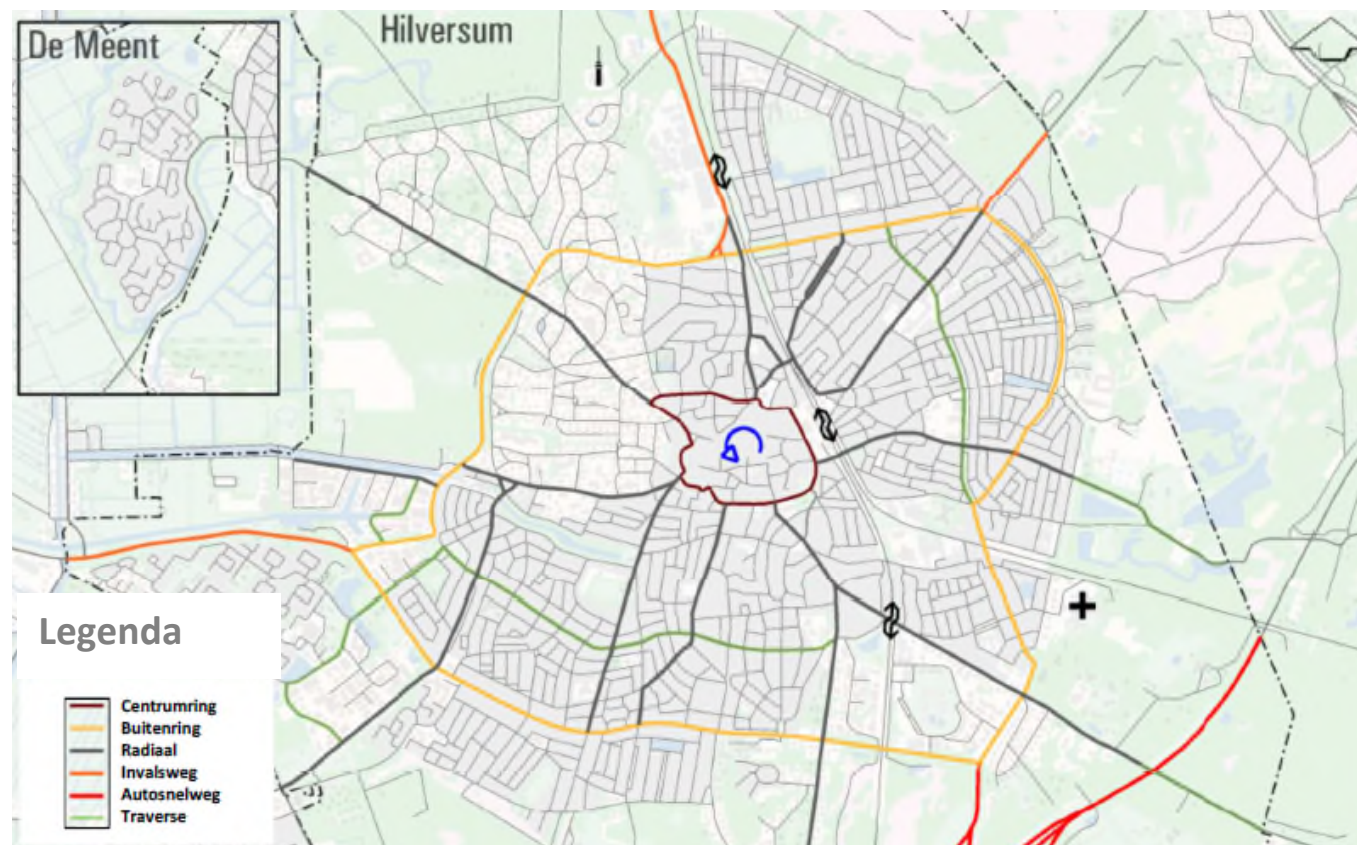 De Meent
Hilversum
Legenda
Centrumring
Buitenring
Radiaal
Invalsweg
Autosnelweg
Traverse